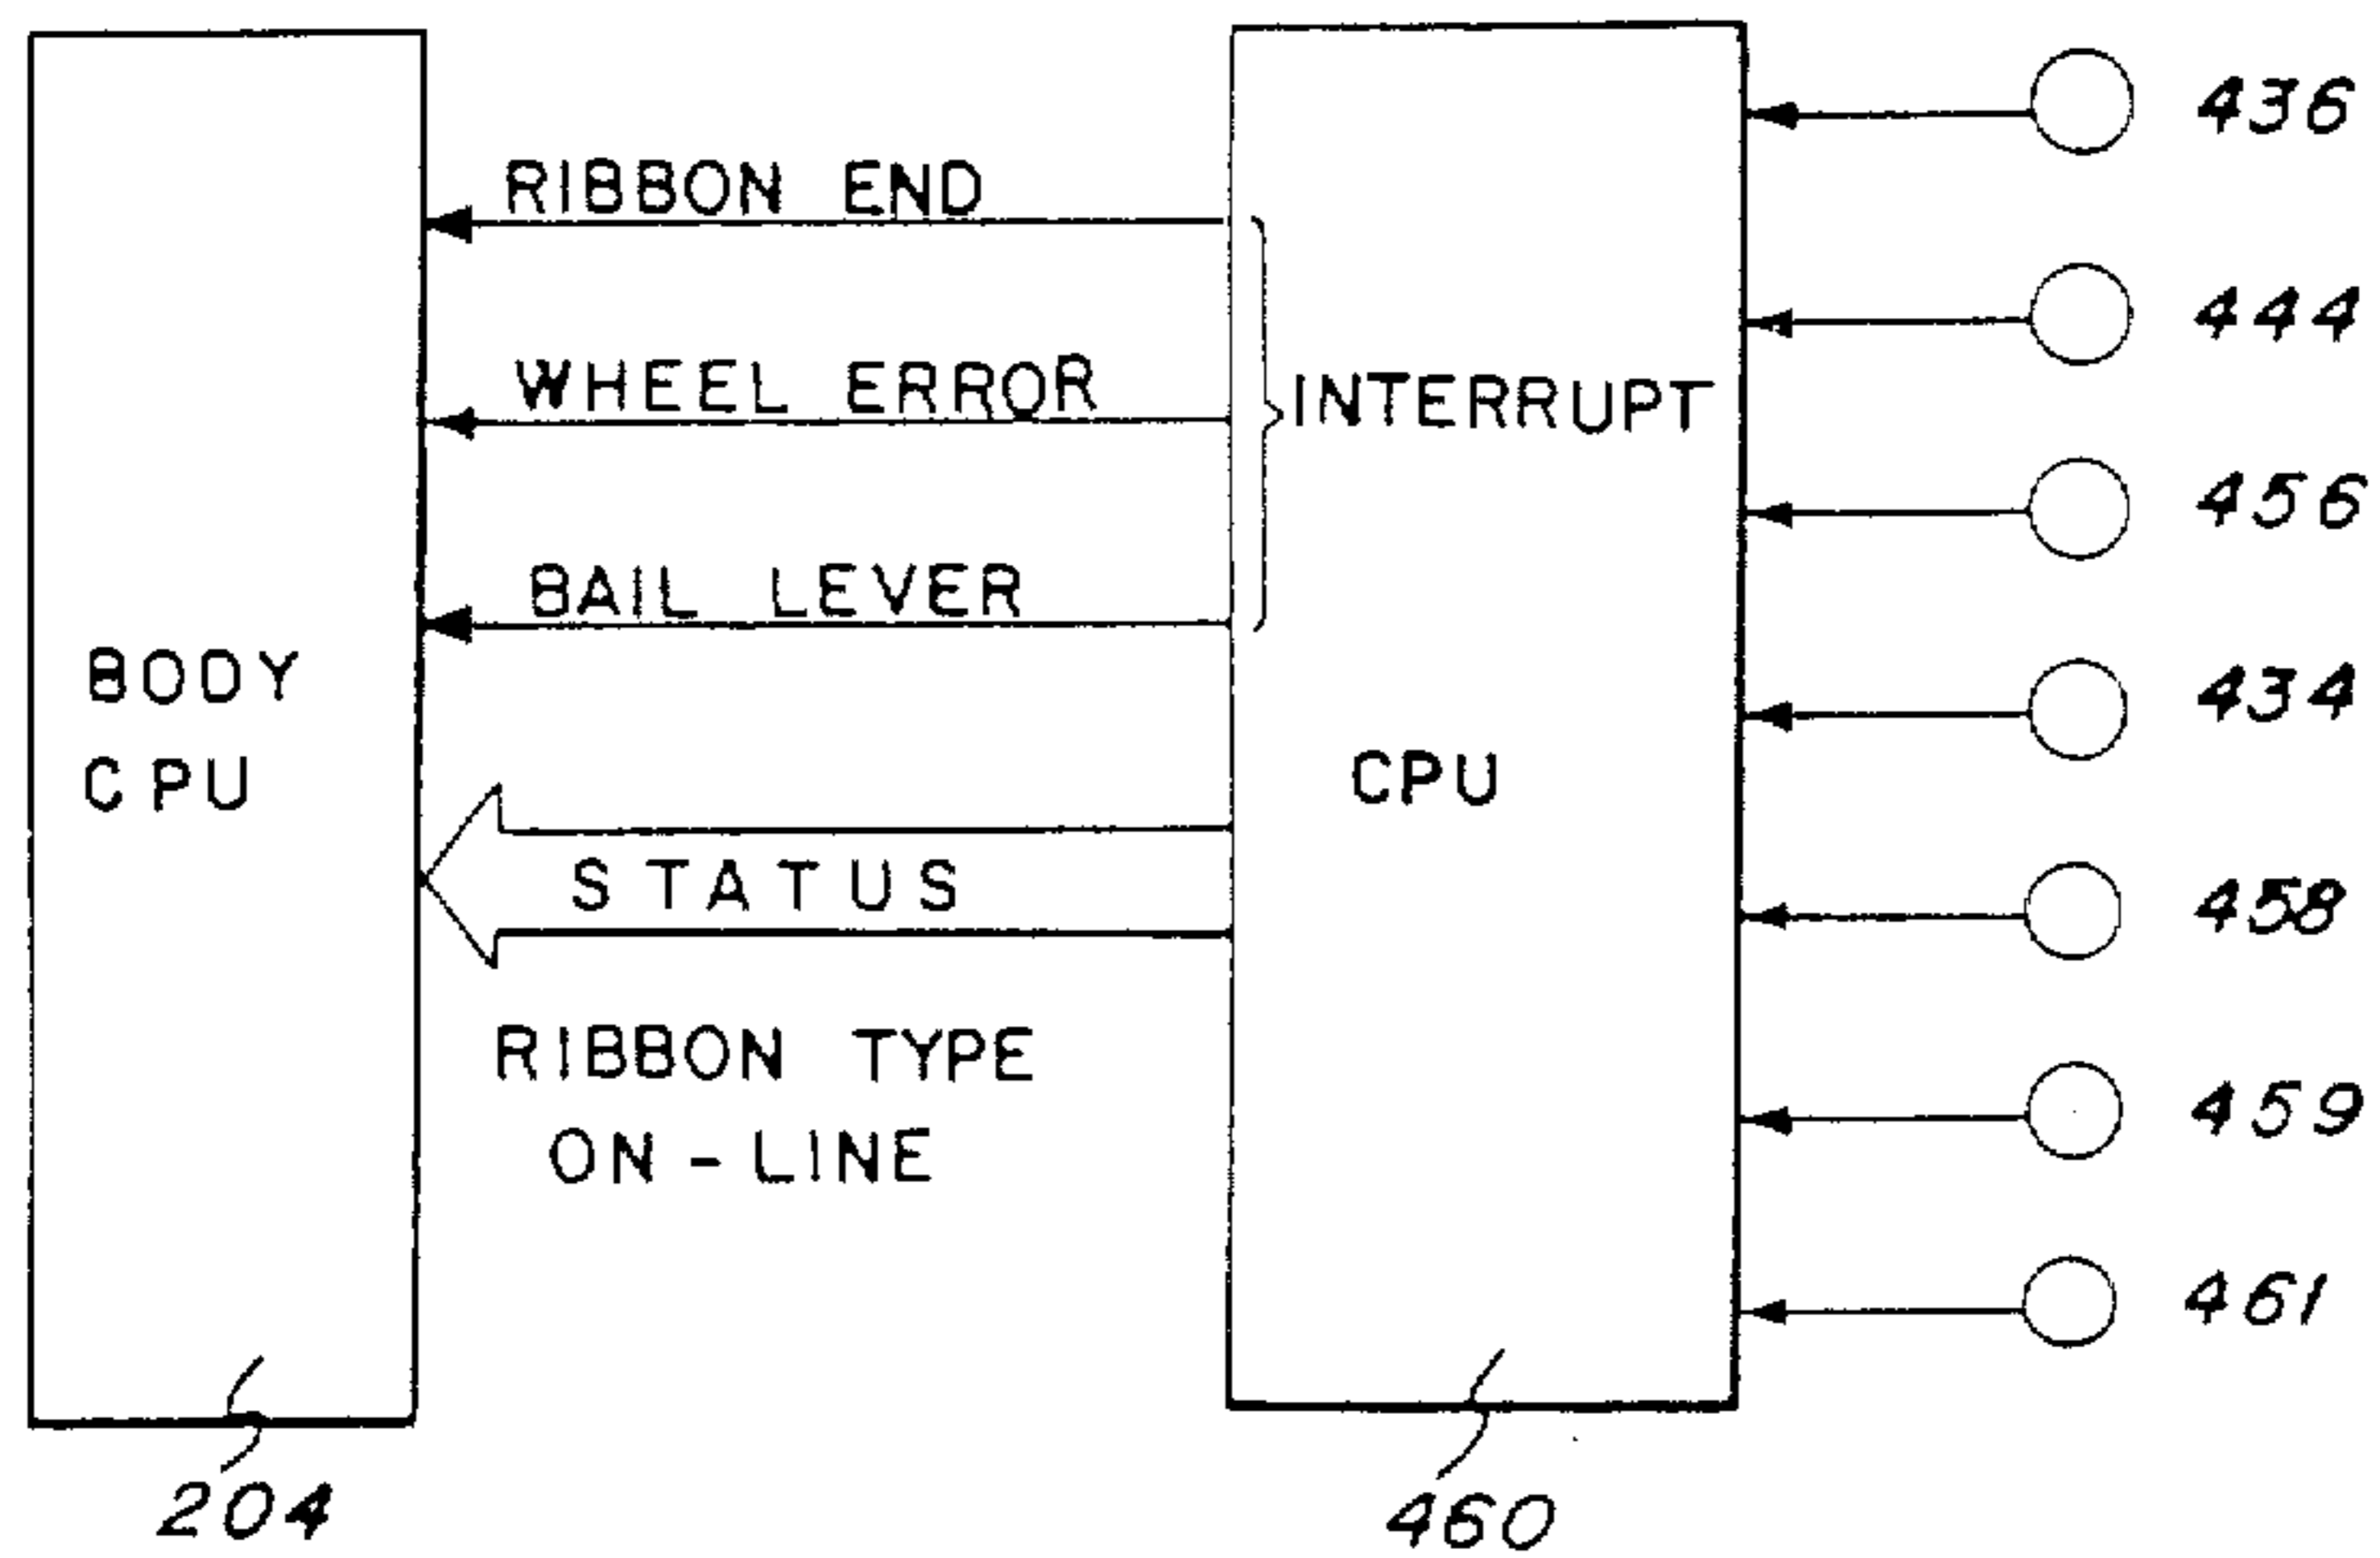 RIBBON END
WHEEL ERROR
BAIL LEVER
INTERRUPT
BODY
CPU
CPU
STATUS
RIBBON TYPE
ON-LINE
436
444
456
434
458
459
461
204
460